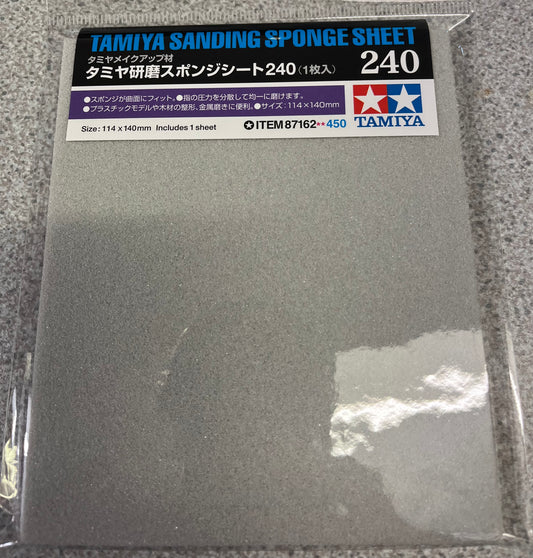 TAMIYA SANDING SPONGE SHEET
タミヤメイクアップ材
タミヤ研磨スポンジシート240(1枚入) 240
●スポンジが曲面にフィット。●指の圧力を分散して均一に磨けます。
●プラスチックモデルや木材の整形、金属磨きに便利。●サイズ:114×140mm
Size: 114 x 140mm Includes 1 sheet
✪ITEM 87162★★450
TAMIYA